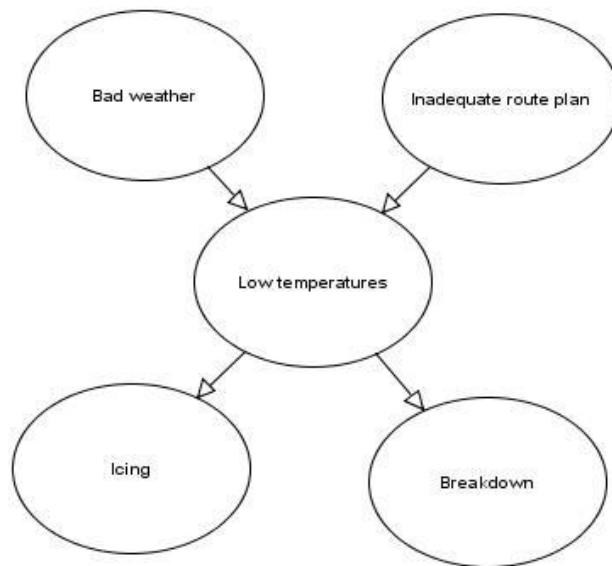 Bad weather
Inadequate route plan
Low temperatures
Icing
Breakdown